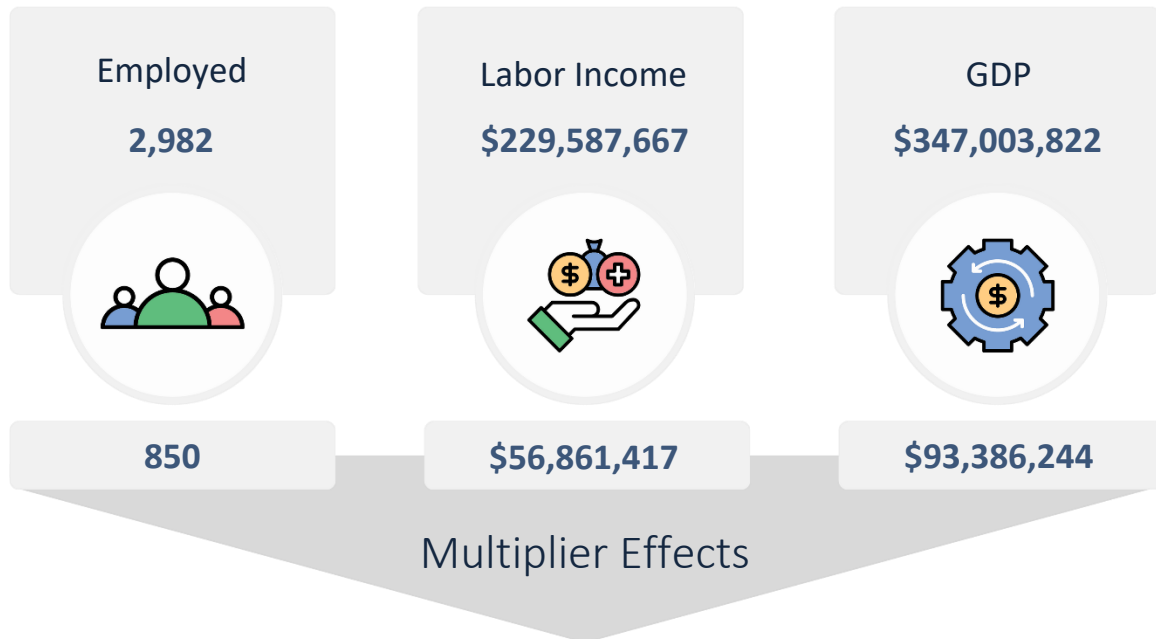 Employed
2,982
Labor Income
$229,587,667
GDP
$347,003,822
$
$
850
$56,861,417
$93,386,244
Multiplier Effects